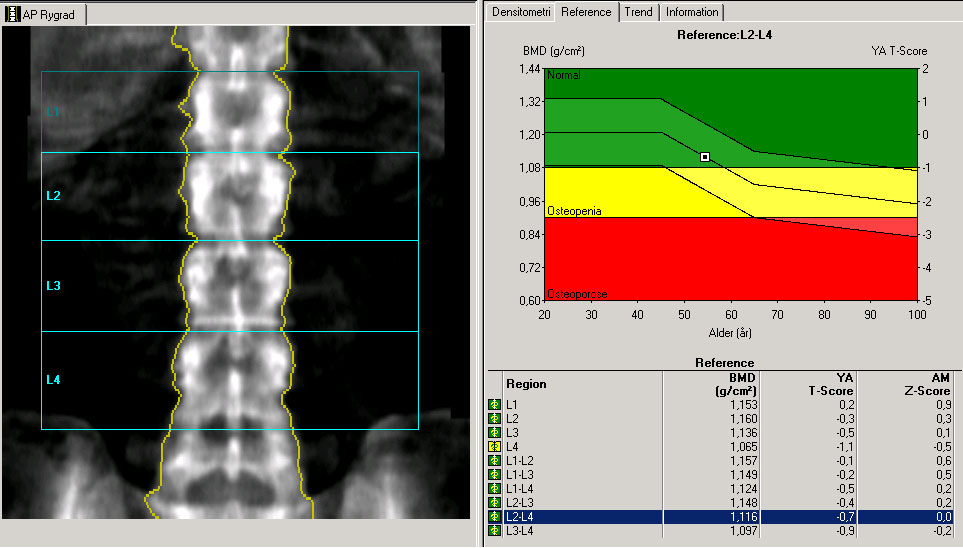 AP Rygrad
L1
L2
L3
L4
Densitometri Reference Trend Information
Reference:L2-L4
BMD (g/cm²) YA T-Score
1,44 Normal 2
1,32 1
1,20 0
1,08 -1
0,96 Osteopenia -2
0,84 -3
0,72 -4
0,60 Osteoporose -5
20 30 40 50 60 70 80 90 100
Alder (år)
Reference
Region BMD (g/cm²) YA T-Score AM Z-Score
L1 1,153 0,2 0,9
L2 1,160 -0,3 0,3
L3 1,136 -0,5 0,1
L4 1,065 -1,1 -0,5
L1-L2 1,157 -0,1 0,6
L1-L3 1,149 -0,2 0,5
L1-L4 1,124 -0,5 0,2
L2-L3 1,148 -0,4 0,2
L2-L4 1,116 -0,7 0,0
L3-L4 1,097 -0,9 -0,2